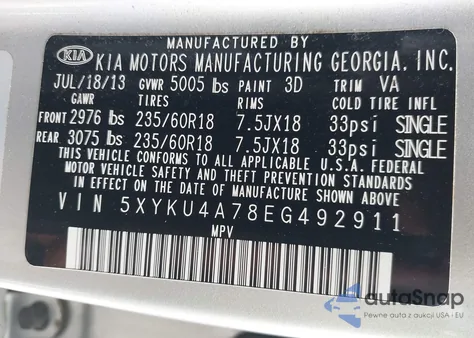 MANUFACTURED BY
KIA KIA MOTORS MANUFACTURING GEORGIA. INC.
JUL/18/13 GVWR 5005 lbs PAINT 3D TRIM VA
GAWR TIRES RIMS COLD TIRE INFL
FRONT 2976 lbs 235/60R18 7.5JX18 33psi SINGLE
REAR 3075 lbs 235/60R18 7.5JX18 33psi SINGLE
THIS VEHICLE CONFORMS TO ALL APPLICABLE U.S.A. FEDERAL
MOTOR VEHICLE SAFETY AND THEFT PREVENTION STANDARDS
IN EFFECT ON THE DATE OF MANUFACTURE SHOWN ABOVE.
VIN 5XYKU4A78EG492911
MPV
autoSnap
Pewne auta z aukcji USA i EU